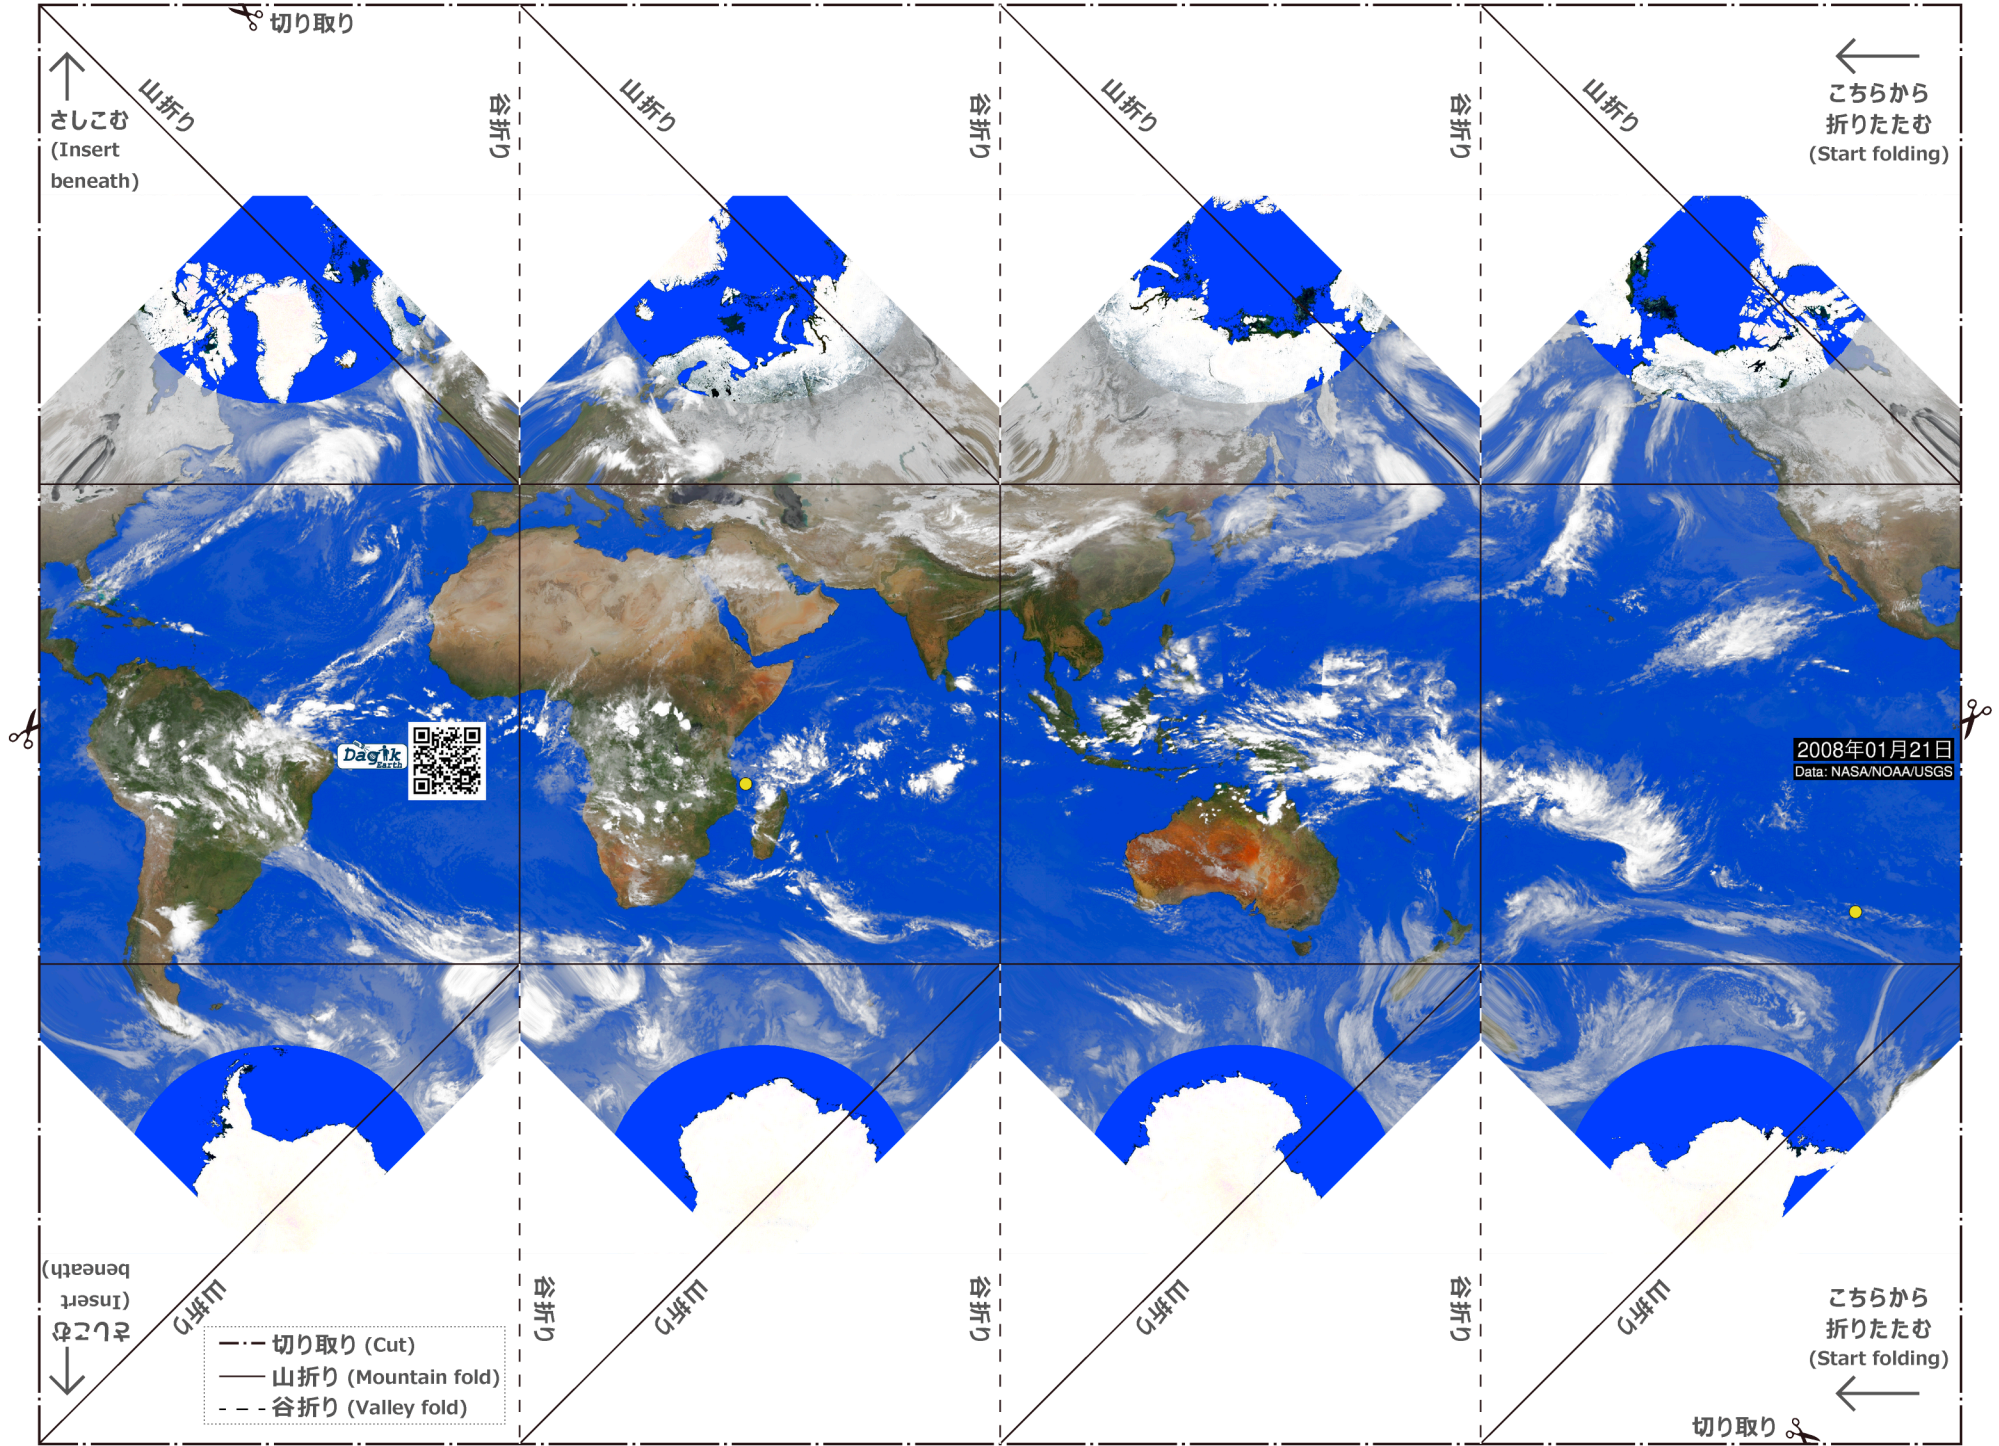 切り取り
山折り
谷折り
山折り
谷折り
山折り
谷折り
山折り
さしこむ
(Insert
beneath)
こちらから
折りたたむ
(Start folding)
Dagik
Earth
2008年01月21日
Data: NASA/NOAA/USGS
さしこむ
(Insert
beneath)
山折り
谷折り
山折り
谷折り
山折り
谷折り
山折り
こちらから
折りたたむ
(Start folding)
切り取り (Cut)
山折り (Mountain fold)
谷折り (Valley fold)
切り取り